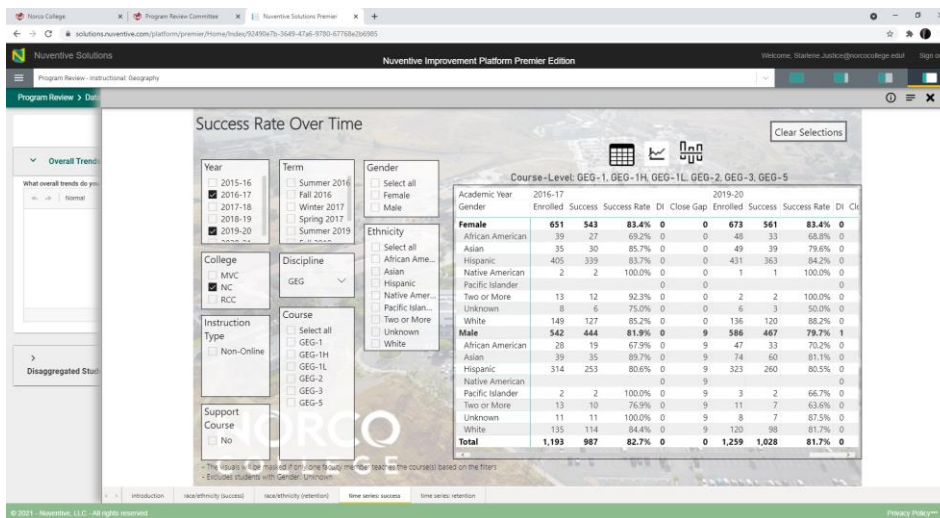 Norco College
Program Review Committee
Nuventive Solutions Premier
solutions.nuventive.com/platform/premier/Home/Index/92490e7b-3649-47a6-9780-67768e2b6985
Nuventive Solutions
Nuventive Improvement Platform Premier Edition
Welcome, Starlene.Justice@norcocollege.edu!
Sign o
Program Review - Instructional: Geography
Program Review > Data
Overall Trends
What overall trends do you
Normal
Disaggregated Stud
Success Rate Over Time
Clear Selections
Year
2015-16
2016-17
2017-18
2018-19
2019-20
Term
Summer 2016
Fall 2016
Winter 2017
Spring 2017
Summer 2019
Gender
Select all
Female
Male
Ethnicity
Select all
African Ame...
Asian
Hispanic
Native Amer...
Pacific Islan...
Two or More
Unknown
White
College
MVC
NC
RCC
Discipline
GEG
Instruction Type
Non-Online
Course
Select all
GEG-1
GEG-1H
GEG-1L
GEG-2
GEG-3
GEG-5
Support Course
No
Course-Level: GEG-1, GEG-1H, GEG-1L, GEG-2, GEG-3, GEG-5
Academic Year 2016-17 2019-20
Gender Enrolled Success Success Rate DI Close Gap Enrolled Success Success Rate DI Clo
Female 651 543 83.4% 0 0 673 561 83.4% 0
African American 39 27 69.2% 0 0 48 33 68.8% 0
Asian 35 30 85.7% 0 0 49 39 79.6% 0
Hispanic 405 339 83.7% 0 0 431 363 84.2% 0
Native American 2 2 100.0% 0 0 1 1 100.0% 0
Pacific Islander 0 0 0
Two or More 13 12 92.3% 0 0 2 2 100.0% 0
Unknown 8 6 75.0% 0 0 6 3 50.0% 0
White 149 127 85.2% 0 0 136 120 88.2% 0
Male 542 444 81.9% 0 9 586 467 79.7% 1
African American 28 19 67.9% 0 9 47 33 70.2% 0
Asian 39 35 89.7% 0 9 74 60 81.1% 0
Hispanic 314 253 80.6% 0 9 323 260 80.5% 0
Native American 0 9 0
Pacific Islander 2 2 100.0% 0 9 3 2 66.7% 0
Two or More 13 10 76.9% 0 9 11 7 63.6% 0
Unknown 11 11 100.0% 0 9 8 7 87.5% 0
White 135 114 84.4% 0 9 120 98 81.7% 0
Total 1,193 987 82.7% 0 0 1,259 1,028 81.7% 0
NORCO
COLLEGE
- The visuals will be masked if only one faculty member teaches the course(s) based on the filters
- Excludes students with Gender: Unknown
introduction
race/ethnicity (success)
race/ethnicity (retention)
time series: success
time series: retention
© 2021 - Nuventive, LLC - All rights reserved.
Privacy Policy